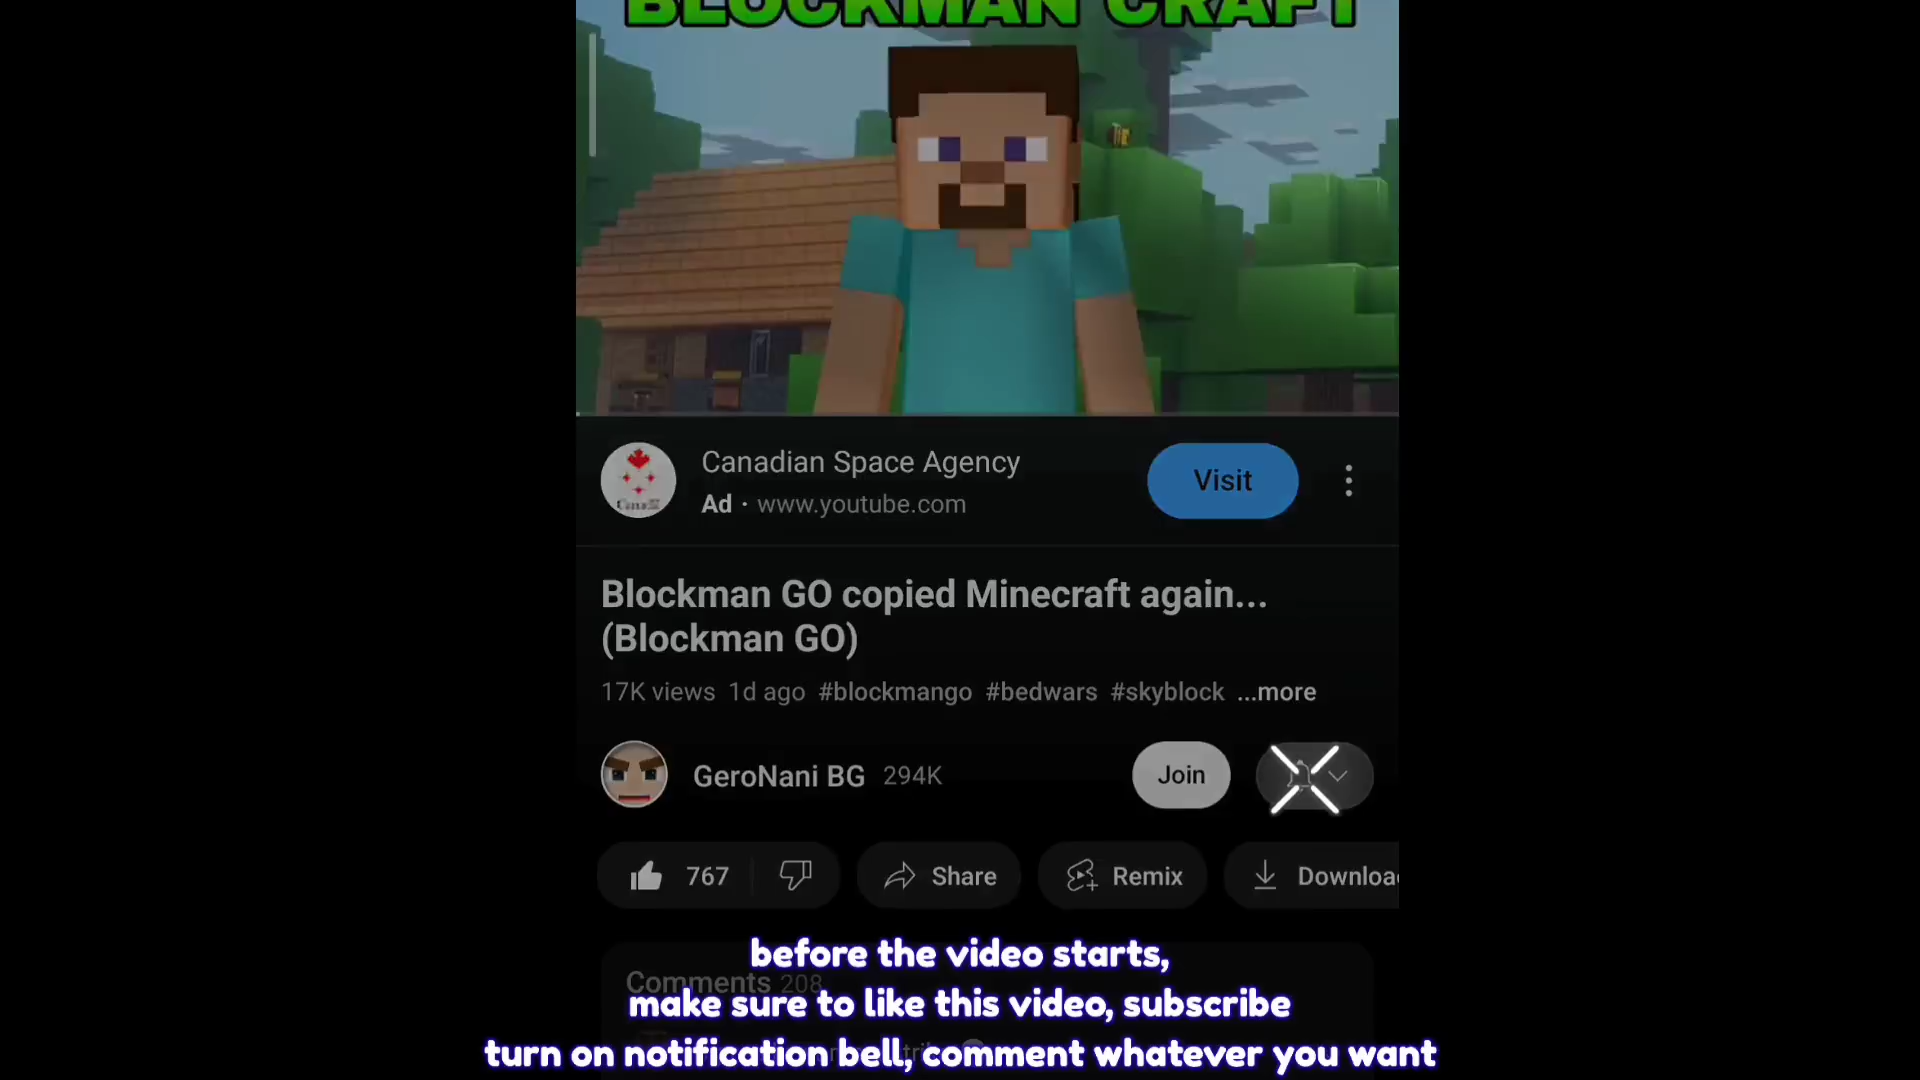 BLOCKMAN CRAFT
Canadian Space Agency
Ad · www.youtube.com
Visit
Blockman GO copied Minecraft again...
(Blockman GO)
17K views 1d ago #blockmango #bedwars #skyblock ...more
GeroNani BG 294K
Join
767
Share
Remix
Downloa
Comments 208
before the video starts,
make sure to like this video, subscribe
turn on notification bell, comment whatever you want